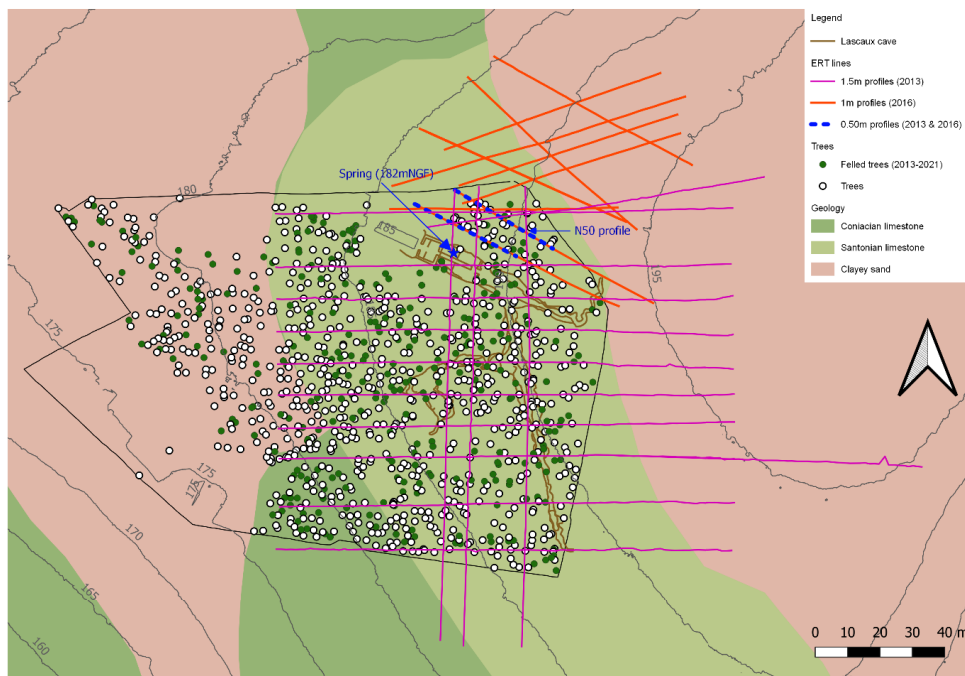 Legend
Lascaux cave
ERT lines
1.5m profiles (2013)
1m profiles (2016)
0.50m profiles (2013 & 2016)
Trees
Felled trees (2013-2021)
Trees
Geology
Coniacian limestone
Santonian limestone
Clayey sand
Spring (182mNGF)
180
185
N50 profile
195
175
175
175
170
165
160
0 10 20 30 40 m